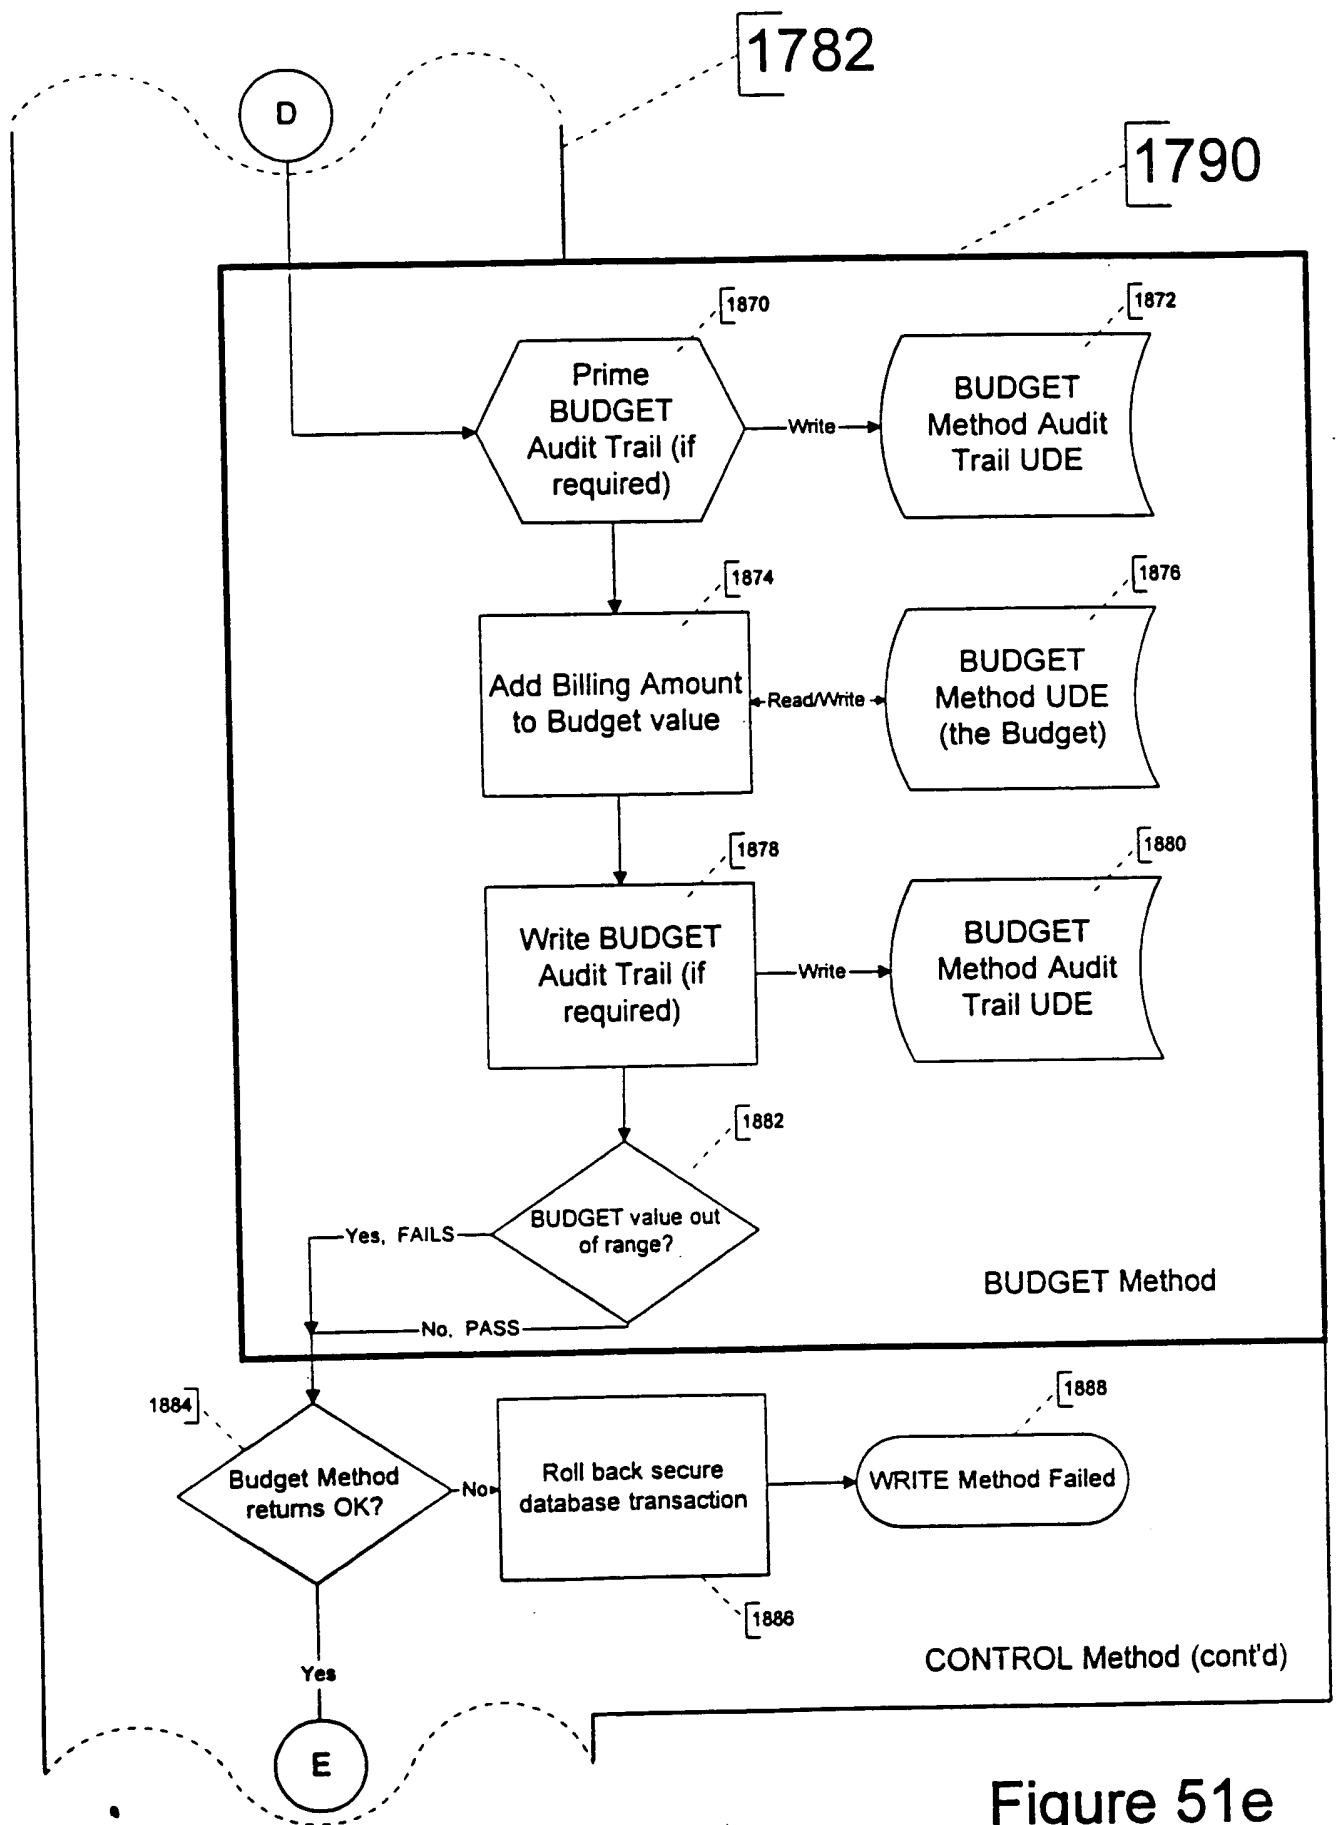 1782
D
1790
1870
1872
Prime
BUDGET
Audit Trail (if
required)
Write
BUDGET
Method Audit
Trail UDE
1874
1876
Add Billing Amount
to Budget value
Read/Write
BUDGET
Method UDE
(the Budget)
1878
1880
Write BUDGET
Audit Trail (if
required)
Write
BUDGET
Method Audit
Trail UDE
1882
BUDGET value out
of range?
Yes, FAILS
No, PASS
BUDGET Method
1884
1888
Budget Method
returns OK?
No
Roll back secure
database transaction
WRITE Method Failed
1886
CONTROL Method (cont'd)
Yes
E
Figure 51e